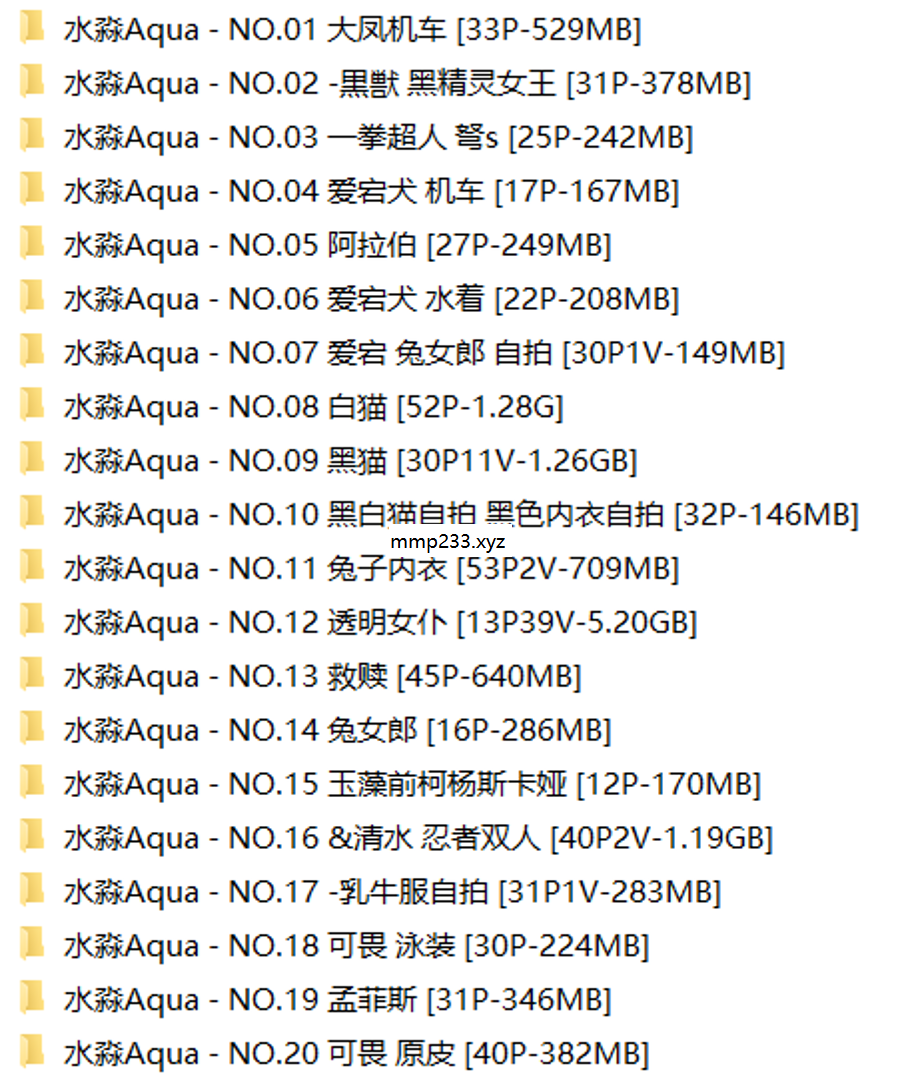 水淼Aqua - NO.01 大凤机车 [33P-529MB]
水淼Aqua - NO.02 -黒獣 黑精灵女王 [31P-378MB]
水淼Aqua - NO.03 一拳超人 弩s [25P-242MB]
水淼Aqua - NO.04 爱宕犬 机车 [17P-167MB]
水淼Aqua - NO.05 阿拉伯 [27P-249MB]
水淼Aqua - NO.06 爱宕犬 水着 [22P-208MB]
水淼Aqua - NO.07 爱宕 兔女郎 自拍 [30P1V-149MB]
水淼Aqua - NO.08 白猫 [52P-1.28G]
水淼Aqua - NO.09 黑猫 [30P11V-1.26GB]
水淼Aqua - NO.10 黑白猫自拍 黑色内衣自拍 [32P-146MB]
mmp233.xyz
水淼Aqua - NO.11 兔子内衣 [53P2V-709MB]
水淼Aqua - NO.12 透明女仆 [13P39V-5.20GB]
水淼Aqua - NO.13 救赎 [45P-640MB]
水淼Aqua - NO.14 兔女郎 [16P-286MB]
水淼Aqua - NO.15 玉藻前柯杨斯卡娅 [12P-170MB]
水淼Aqua - NO.16 &清水 忍者双人 [40P2V-1.19GB]
水淼Aqua - NO.17 -乳牛服自拍 [31P1V-283MB]
水淼Aqua - NO.18 可畏 泳装 [30P-224MB]
水淼Aqua - NO.19 孟菲斯 [31P-346MB]
水淼Aqua - NO.20 可畏 原皮 [40P-382MB]